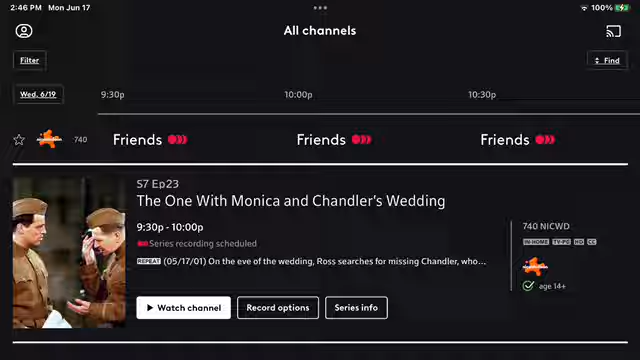 2:46 PM Mon Jun 17
100%
All channels
Filter
Find
Wed, 6/19
9:30p
10:00p
10:30p
740
Friends
Friends
Friends
S7 Ep23
The One With Monica and Chandler's Wedding
9:30p - 10:00p
Series recording scheduled
REPEAT (05/17/01) On the eve of the wedding, Ross searches for missing Chandler, who...
740 NICWD
IN-HOME TV-PG HD CC
age 14+
Watch channel
Record options
Series info